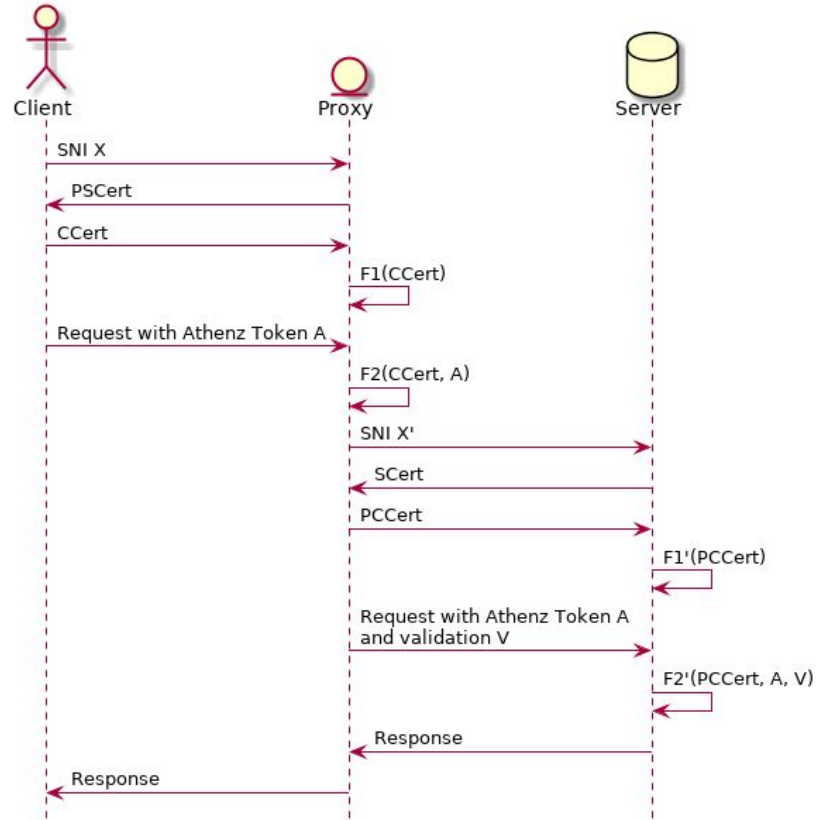 Client
Proxy
Server
SNI X
PSCert
CCert
F1(CCert)
Request with Athenz Token A
F2(CCert, A)
SNI X'
SCert
PCCert
F1'(PCCert)
Request with Athenz Token A
and validation V
F2'(PCCert, A, V)
Response
Response